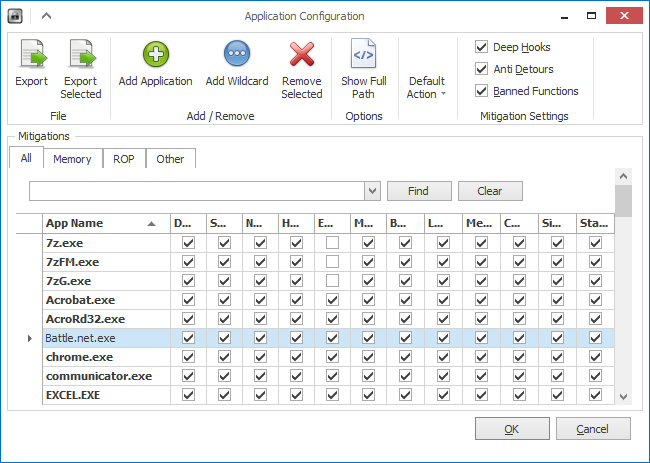 Application Configuration
Export
Export Selected
Add Application
Add Wildcard
Remove Selected
Show Full Path
Default Action
Deep Hooks
Anti Detours
Banned Functions
File
Add / Remove
Options
Mitigation Settings
Mitigations
All Memory ROP Other
Find Clear
App Name D... S... N... H... E... M... B... L... Me... C... Si... Sta...
7z.exe
7zFM.exe
7zG.exe
Acrobat.exe
AcroRd32.exe
Battle.net.exe
chrome.exe
communicator.exe
EXCEL.EXE
OK Cancel